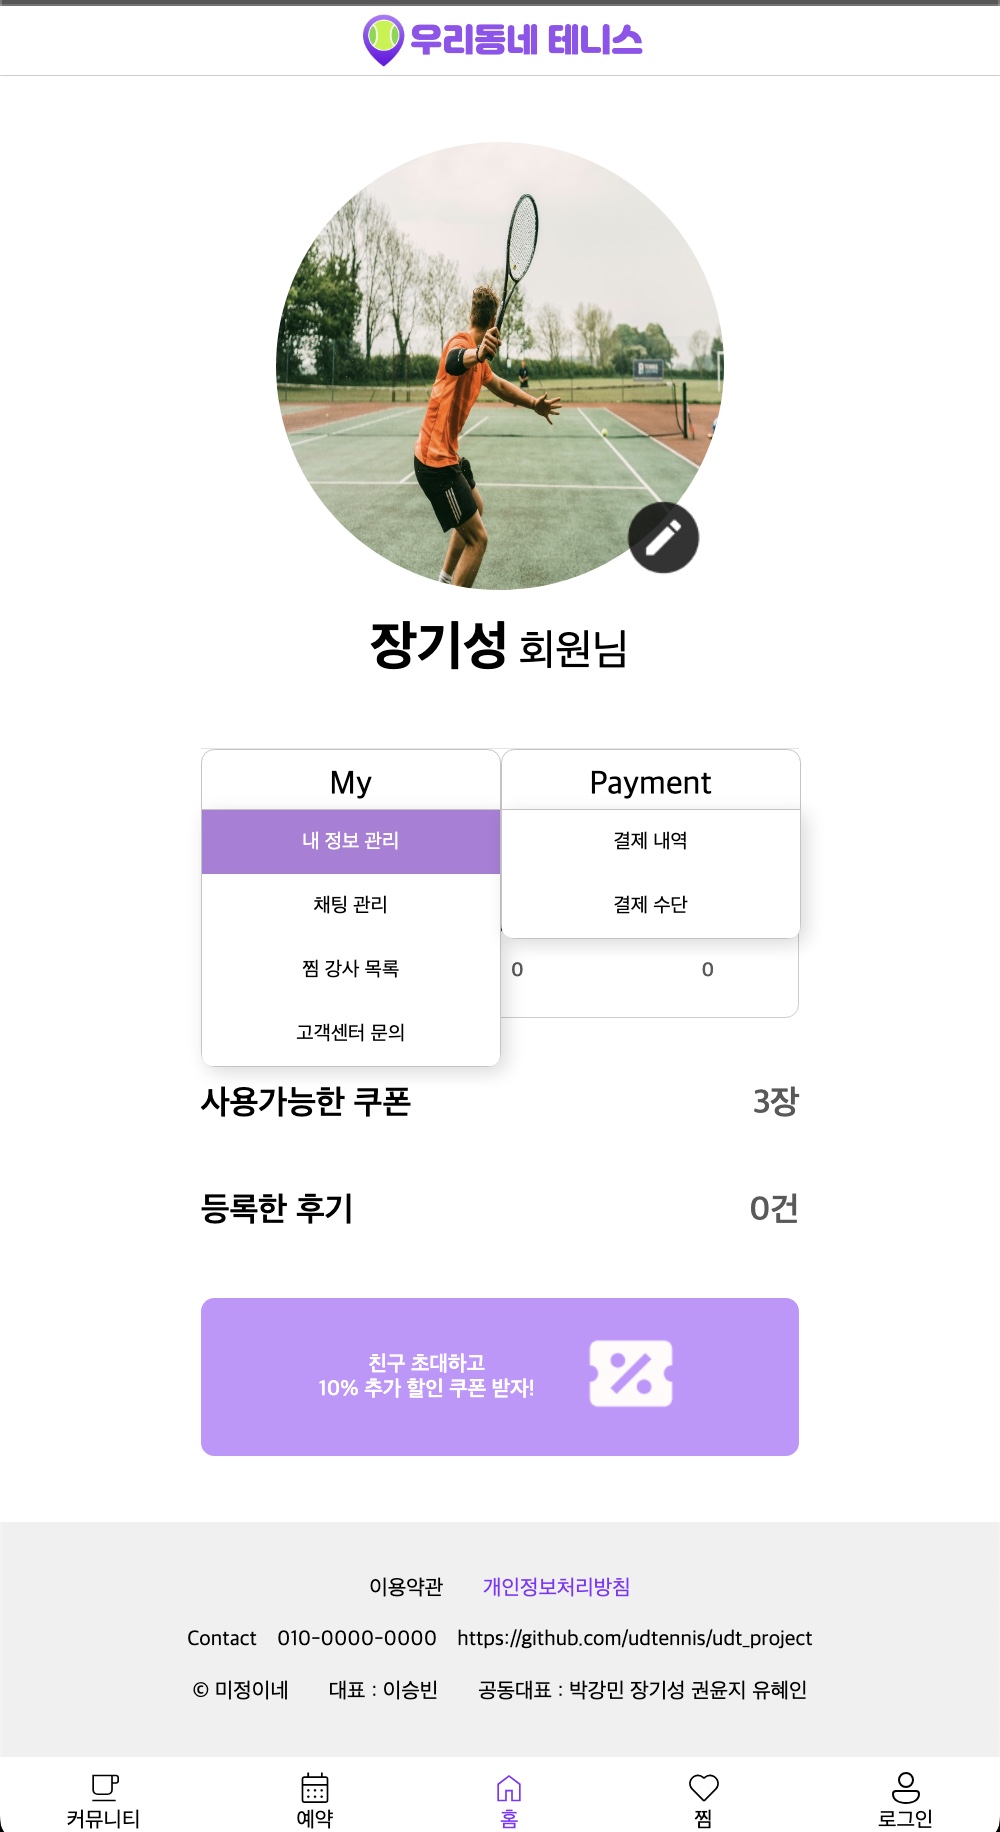 우리동네 테니스
장기성 회원님
My
Payment
내 정보 관리
결제 내역
채팅 관리
결제 수단
찜 강사 목록
0
0
고객센터 문의
사용가능한 쿠폰
3장
등록한 후기
0건
친구 초대하고
10% 추가 할인 쿠폰 받자!
이용약관 개인정보처리방침
Contact 010-0000-0000 https://github.com/udtennis/udt_project
© 미정이네 대표 : 이승빈 공동대표 : 박강민 장기성 권윤지 유혜인
커뮤니티
예약
홈
찜
로그인